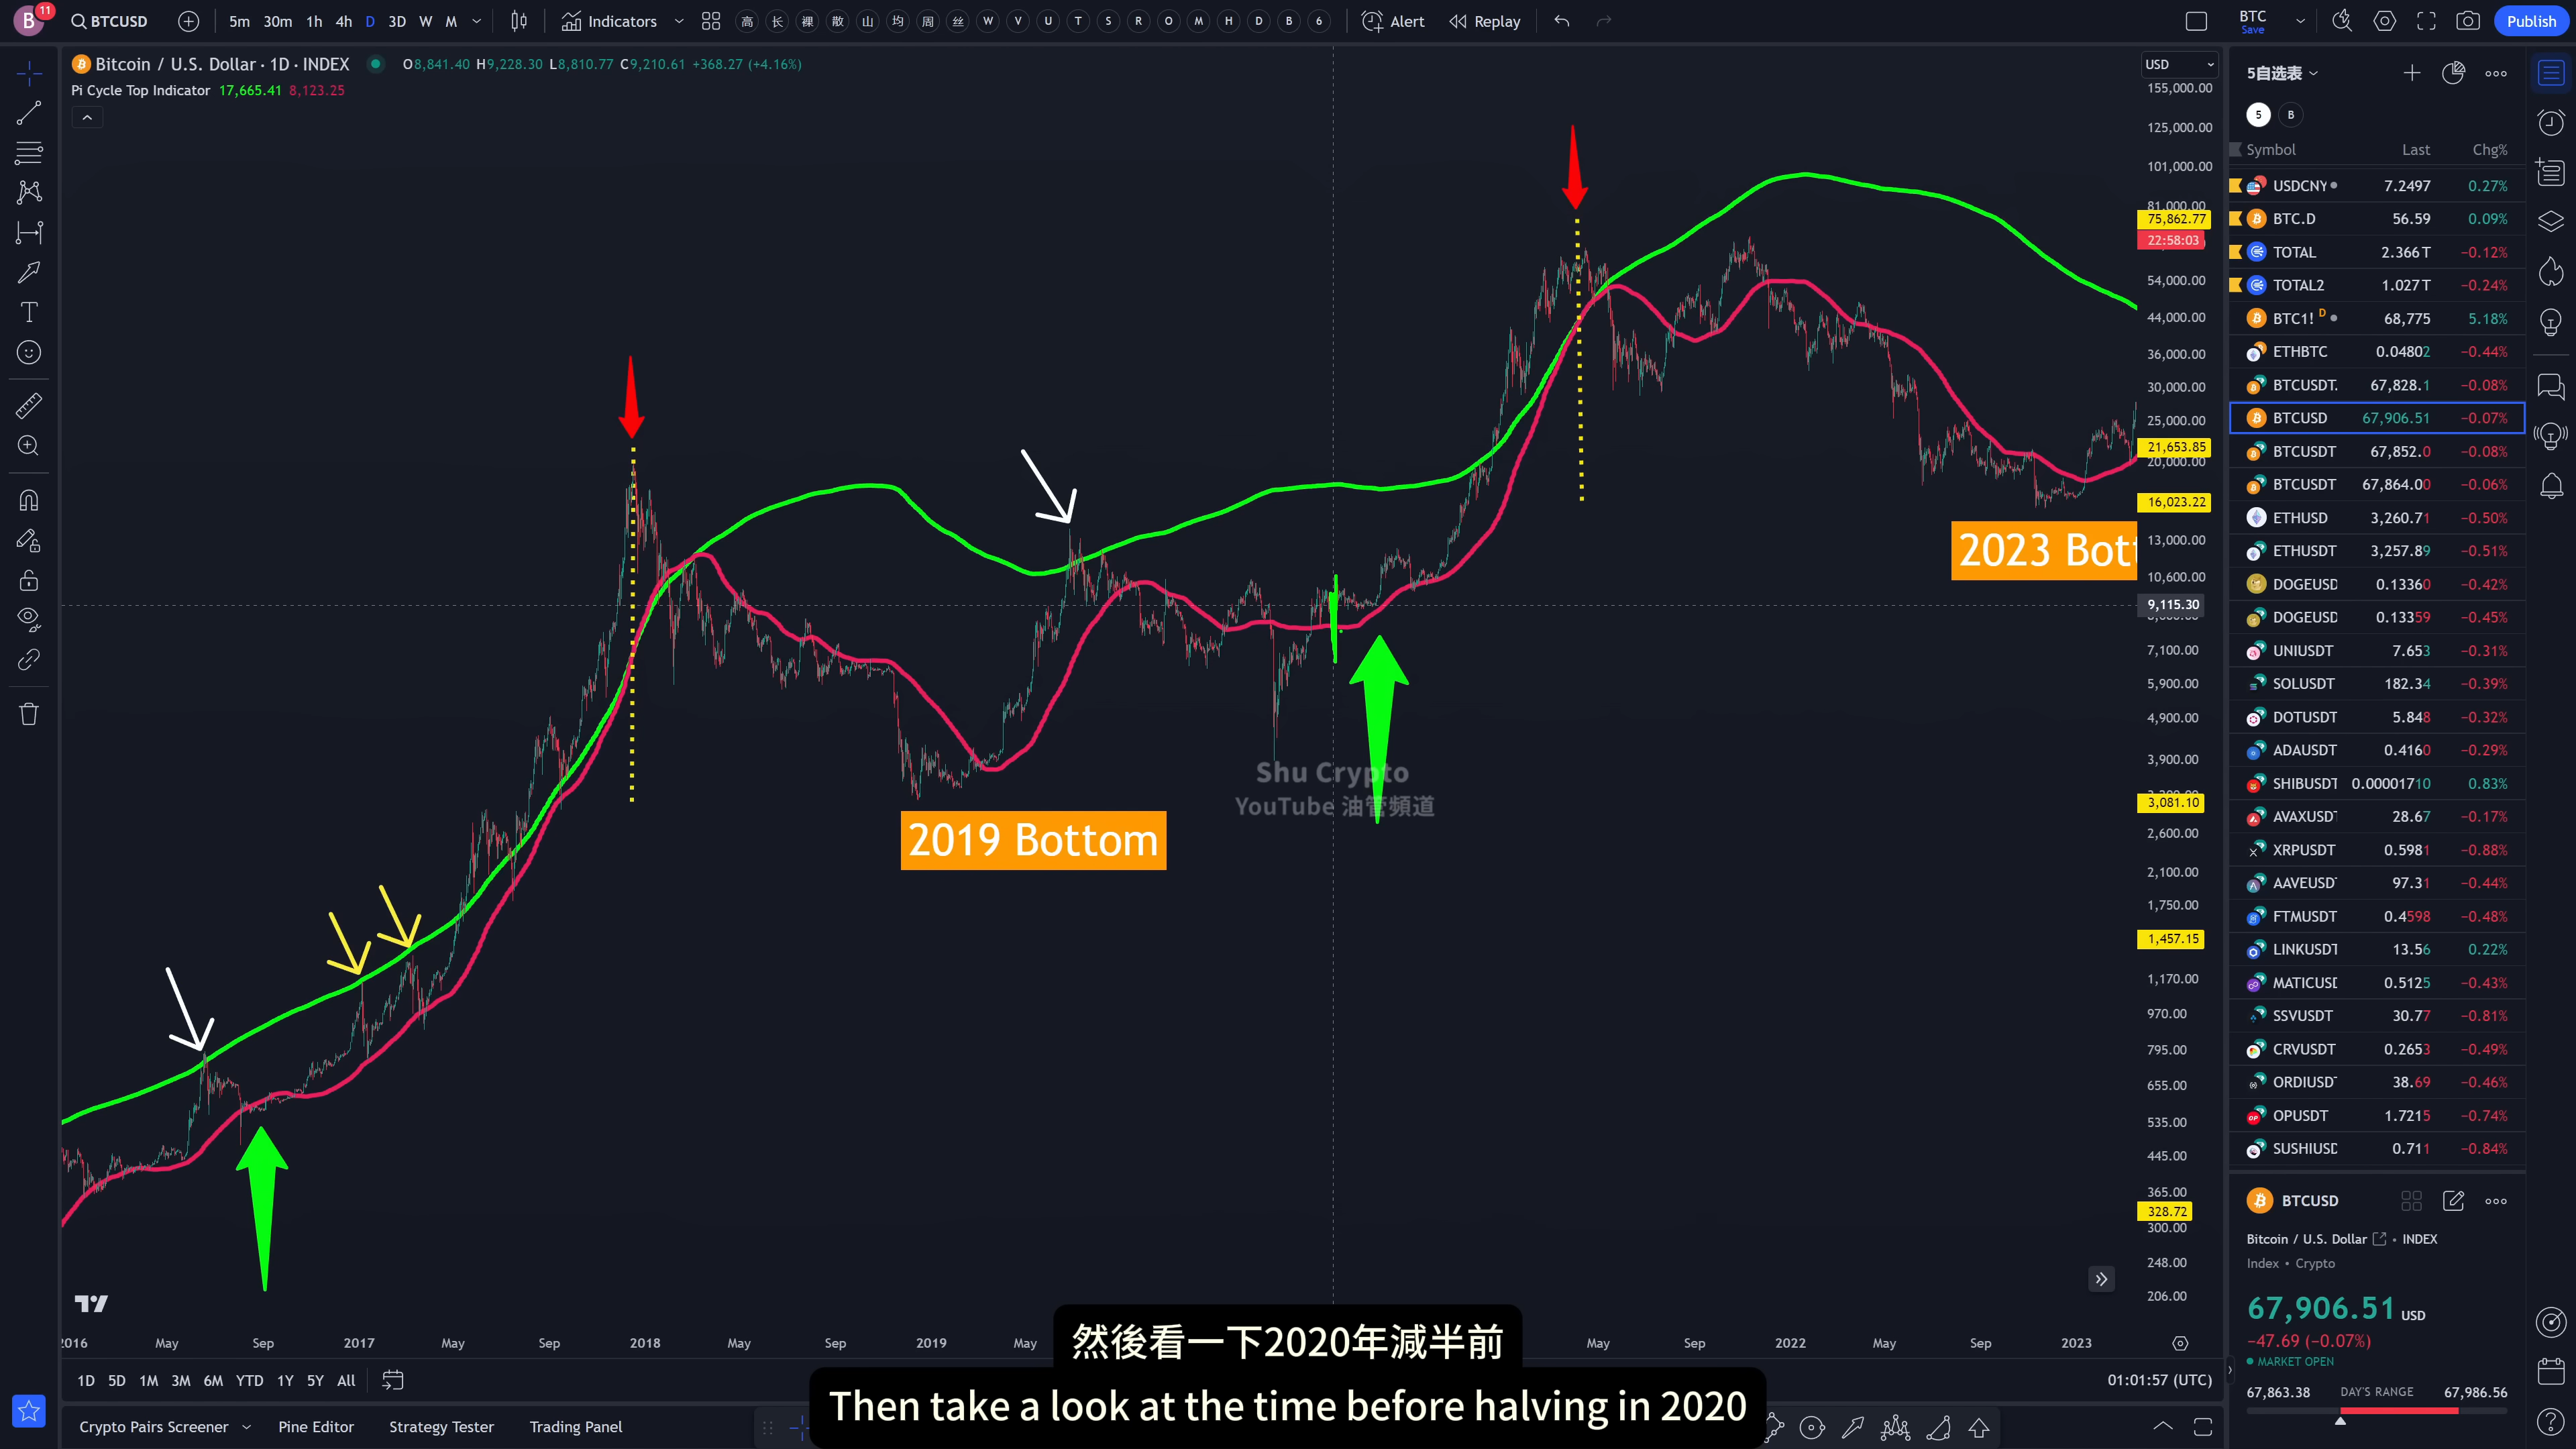 B 11 BTCUSD 5m 30m 1h 4h D 3D W M Indicators 高 长 裸 散 山 均 周 丝 W V U T S R O M H D B 6 Alert Replay BTC Save Publish
Bitcoin / U.S. Dollar · 1D · INDEX O8,841.40 H9,228.30 L8,810.77 C9,210.61 +368.27 (+4.16%)
Pi Cycle Top Indicator 17,665.41 8,123.25
USD
155,000.00
125,000.00
101,000.00
81,000.00
75,862.77
22:58:03
54,000.00
44,000.00
36,000.00
30,000.00
25,000.00
21,653.85
20,000.00
16,023.22
13,000.00
10,600.00
9,115.30
7,100.00
5,900.00
4,900.00
3,900.00
3,081.10
2,600.00
2,100.00
1,750.00
1,457.15
1,170.00
970.00
795.00
655.00
535.00
445.00
365.00
328.72
300.00
248.00
206.00
2023 Bott
2019 Bottom
Shu Crypto
YouTube 油管頻道
2016 May Sep 2017 May Sep 2018 May Sep 2019 May May Sep 2022 May Sep 2023
然後看一下2020年減半前
Then take a look at the time before halving in 2020
1D 5D 1M 3M 6M YTD 1Y 5Y All
01:01:57 (UTC)
Crypto Pairs Screener Pine Editor Strategy Tester Trading Panel
5自选表
5 B
Symbol Last Chg%
USDCNY 7.2497 0.27%
BTC.D 56.59 0.09%
TOTAL 2.366 T −0.12%
TOTAL2 1.027 T −0.24%
BTC1! D 68,775 5.18%
ETHBTC 0.04802 −0.44%
BTCUSDT. 67,828.1 −0.08%
BTCUSD 67,906.51 −0.07%
BTCUSDT 67,852.0 −0.08%
BTCUSDT 67,864.00 −0.06%
ETHUSD 3,260.71 −0.50%
ETHUSDT 3,257.89 −0.51%
DOGEUSD 0.13360 −0.42%
DOGEUSD 0.13359 −0.45%
UNIUSDT 7.653 −0.31%
SOLUSDT 182.34 −0.39%
DOTUSDT 5.848 −0.32%
ADAUSDT 0.4160 −0.29%
SHIBUSDT 0.00001710 0.83%
AVAXUSDT 28.67 −0.17%
XRPUSDT 0.5981 −0.88%
AAVEUSD 97.31 −0.44%
FTMUSDT 0.4598 −0.48%
LINKUSDT 13.56 0.22%
MATICUSD 0.5125 −0.43%
SSVUSDT 30.77 −0.81%
CRVUSDT 0.2653 −0.49%
ORDIUSD 38.69 −0.46%
OPUSDT 1.7215 −0.74%
SUSHIUSD 0.711 −0.84%
BTCUSD
Bitcoin / U.S. Dollar • INDEX
Index • Crypto
67,906.51 USD
−47.69 (−0.07%)
MARKET OPEN
67,863.38 DAY'S RANGE 67,986.56